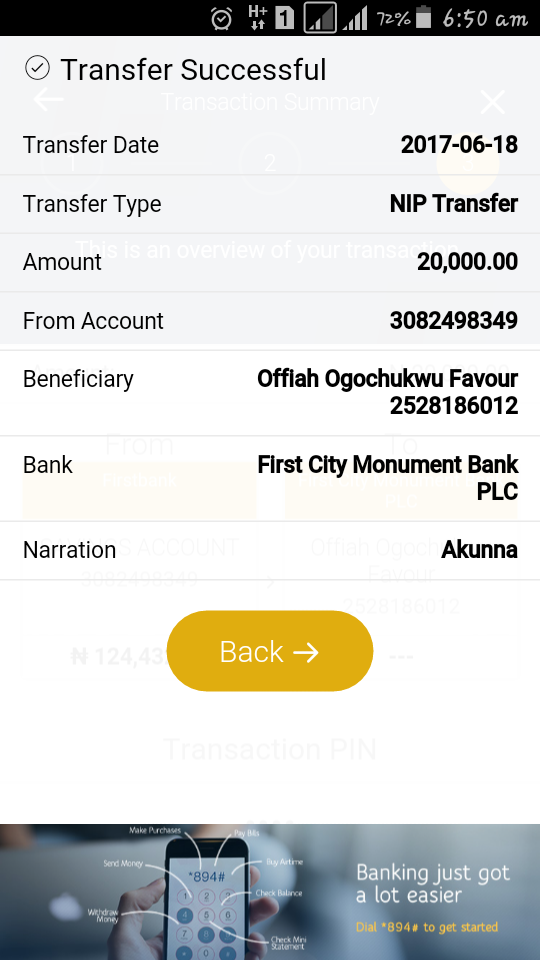 H+ 1 72% 6:50 am
Transfer Successful
Transaction Summary
Transfer Date 2017-06-18
1 2 3
Transfer Type NIP Transfer
This is an overview of your transaction
Amount 20,000.00
From Account 3082498349
Beneficiary Offiah Ogochukwu Favour
2528186012
From To
Bank First City Monument Bank
PLC
FirstBank
PLC
Narration Akunna
ACCOUNT Offiah Ogoch
3082498349 Favour
2528186012
Back →
₦ 124,43 ---
Transaction PIN
Make Purchases Pay Bills
Send Money *894# Buy Airtime
Check Balance
Withdraw
Money
Check Mini
Statement
Banking just got
a lot easier
Dial *894# to get started